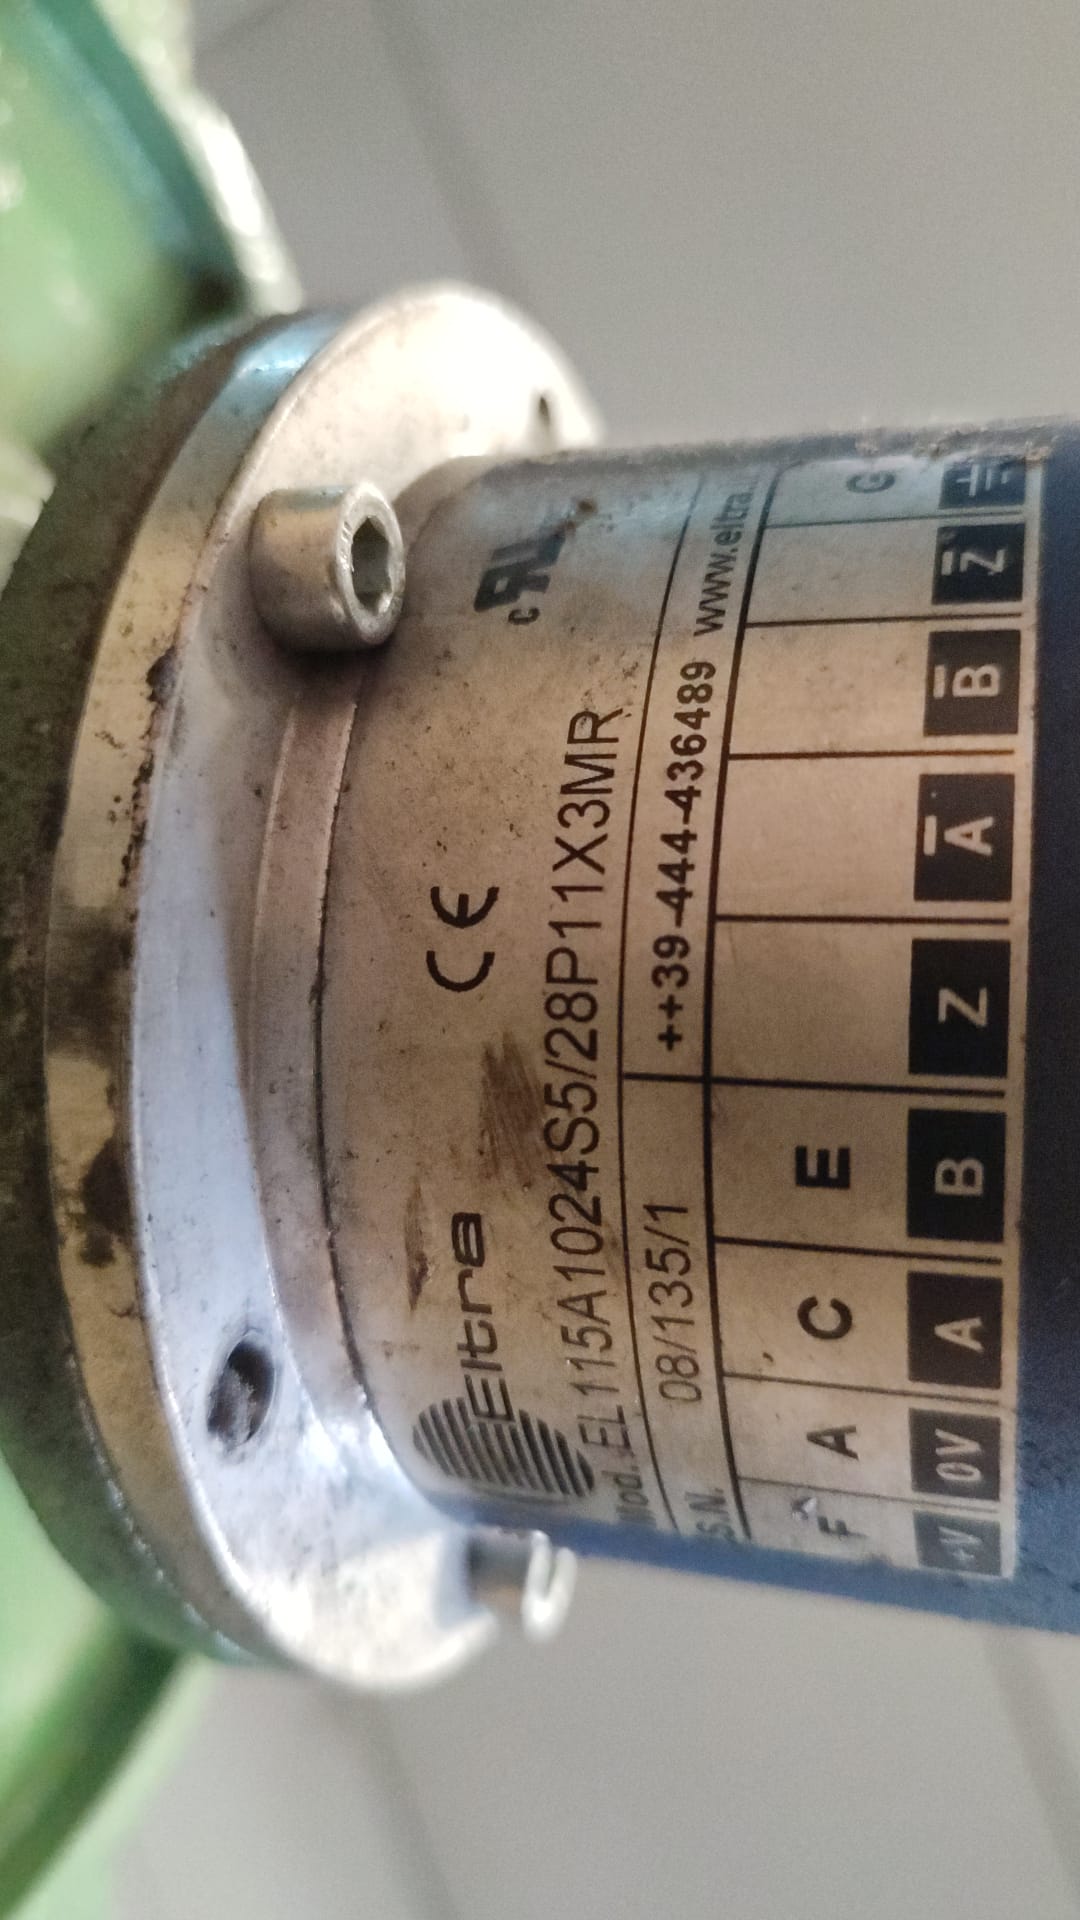 Eltra CE
Mod. EL115A1024S5/28P11X3MR
S.N. 08/135/1 ++39-444-436489 www.eltra.
F A C E G
+V 0V A B Z A̅ B̅ Z̅